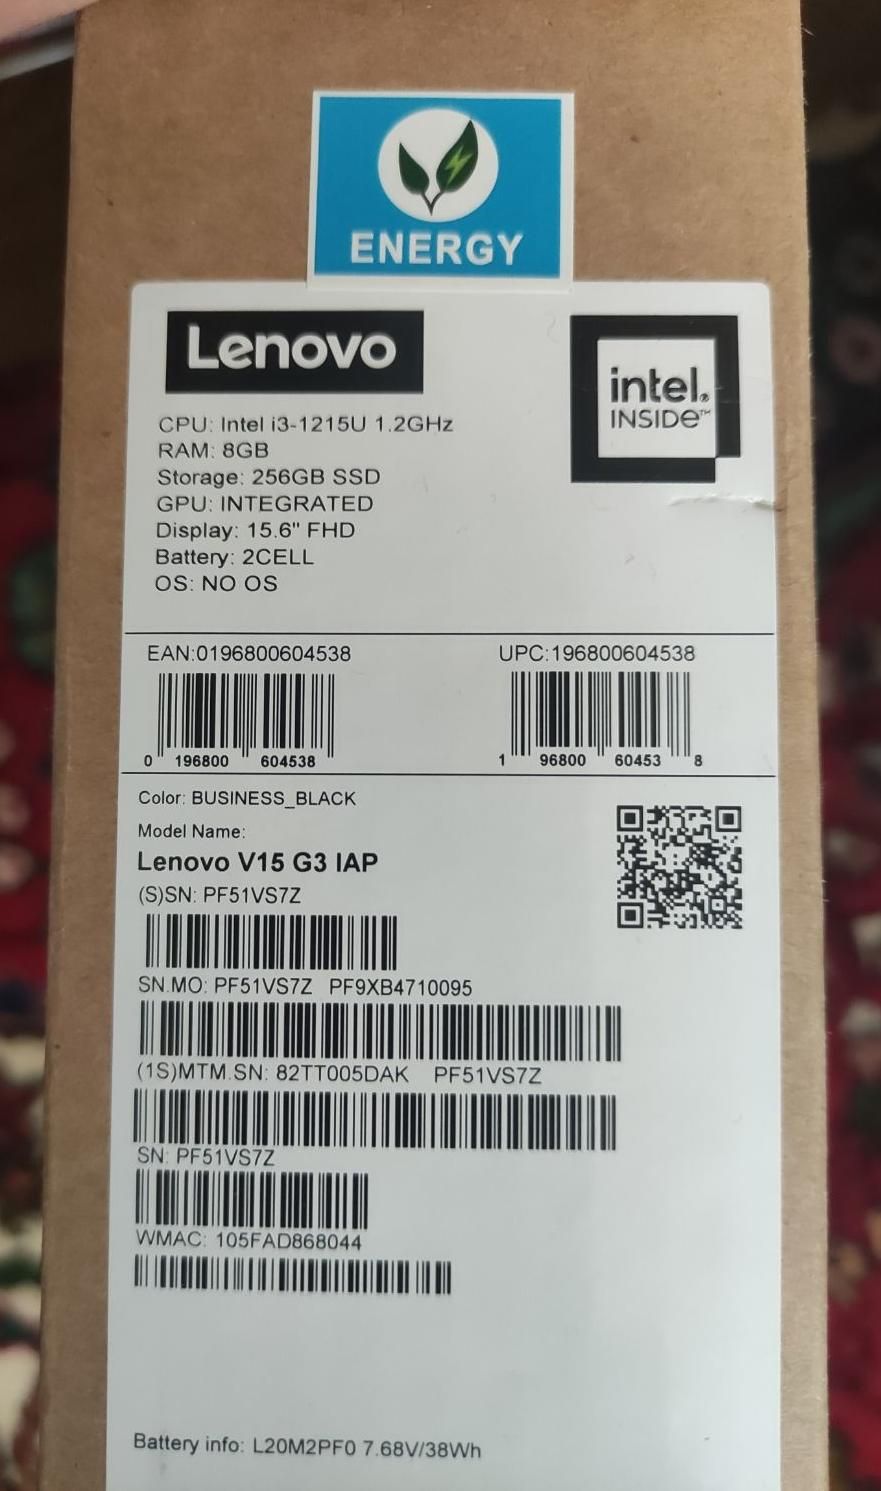 ENERGY
Lenovo
intel.
INSIDE™
CPU: Intel i3-1215U 1.2GHz
RAM: 8GB
Storage: 256GB SSD
GPU: INTEGRATED
Display: 15.6" FHD
Battery: 2CELL
OS: NO OS
EAN:0196800604538
UPC:196800604538
0 196800 604538
1 96800 60453 8
Color: BUSINESS_BLACK
Model Name:
Lenovo V15 G3 IAP
(S)SN: PF51VS7Z
SN.MO: PF51VS7Z PF9XB4710095
(1S)MTM.SN: 82TT005DAK PF51VS7Z
SN: PF51VS7Z
WMAC: 105FAD868044
Battery info: L20M2PF0 7.68V/38Wh